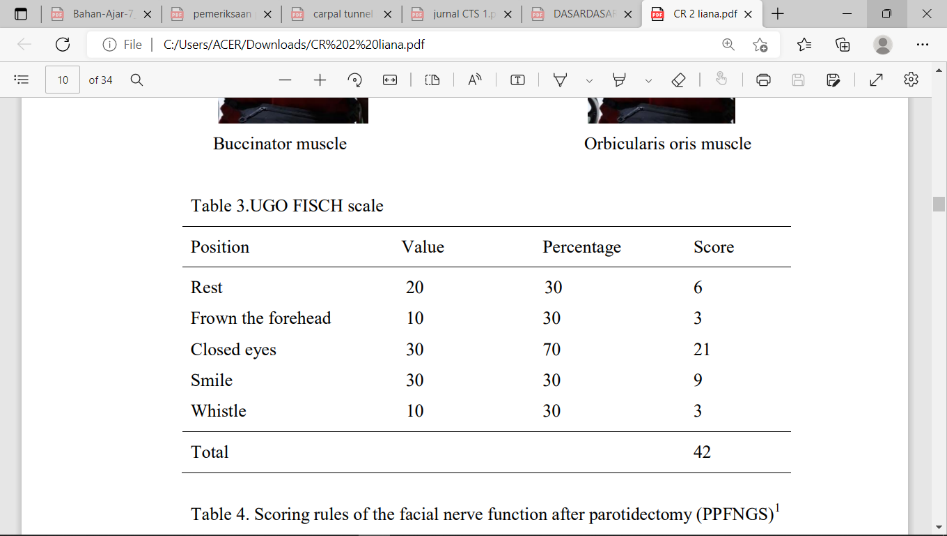 Bahan-Ajar-7
pemeriksaan
carpal tunnel
jurnal CTS 1.p
DASARDASA
CR 2 liana.pdf
File
C:/Users/ACER/Downloads/CR%202%20liana.pdf
10 of 34
Buccinator muscle
Orbicularis oris muscle
Table 3.UGO FISCH scale
Position Value Percentage Score
Rest 20 30 6
Frown the forehead 10 30 3
Closed eyes 30 70 21
Smile 30 30 9
Whistle 10 30 3
Total 42
Table 4. Scoring rules of the facial nerve function after parotidectomy (PPFNGS)1